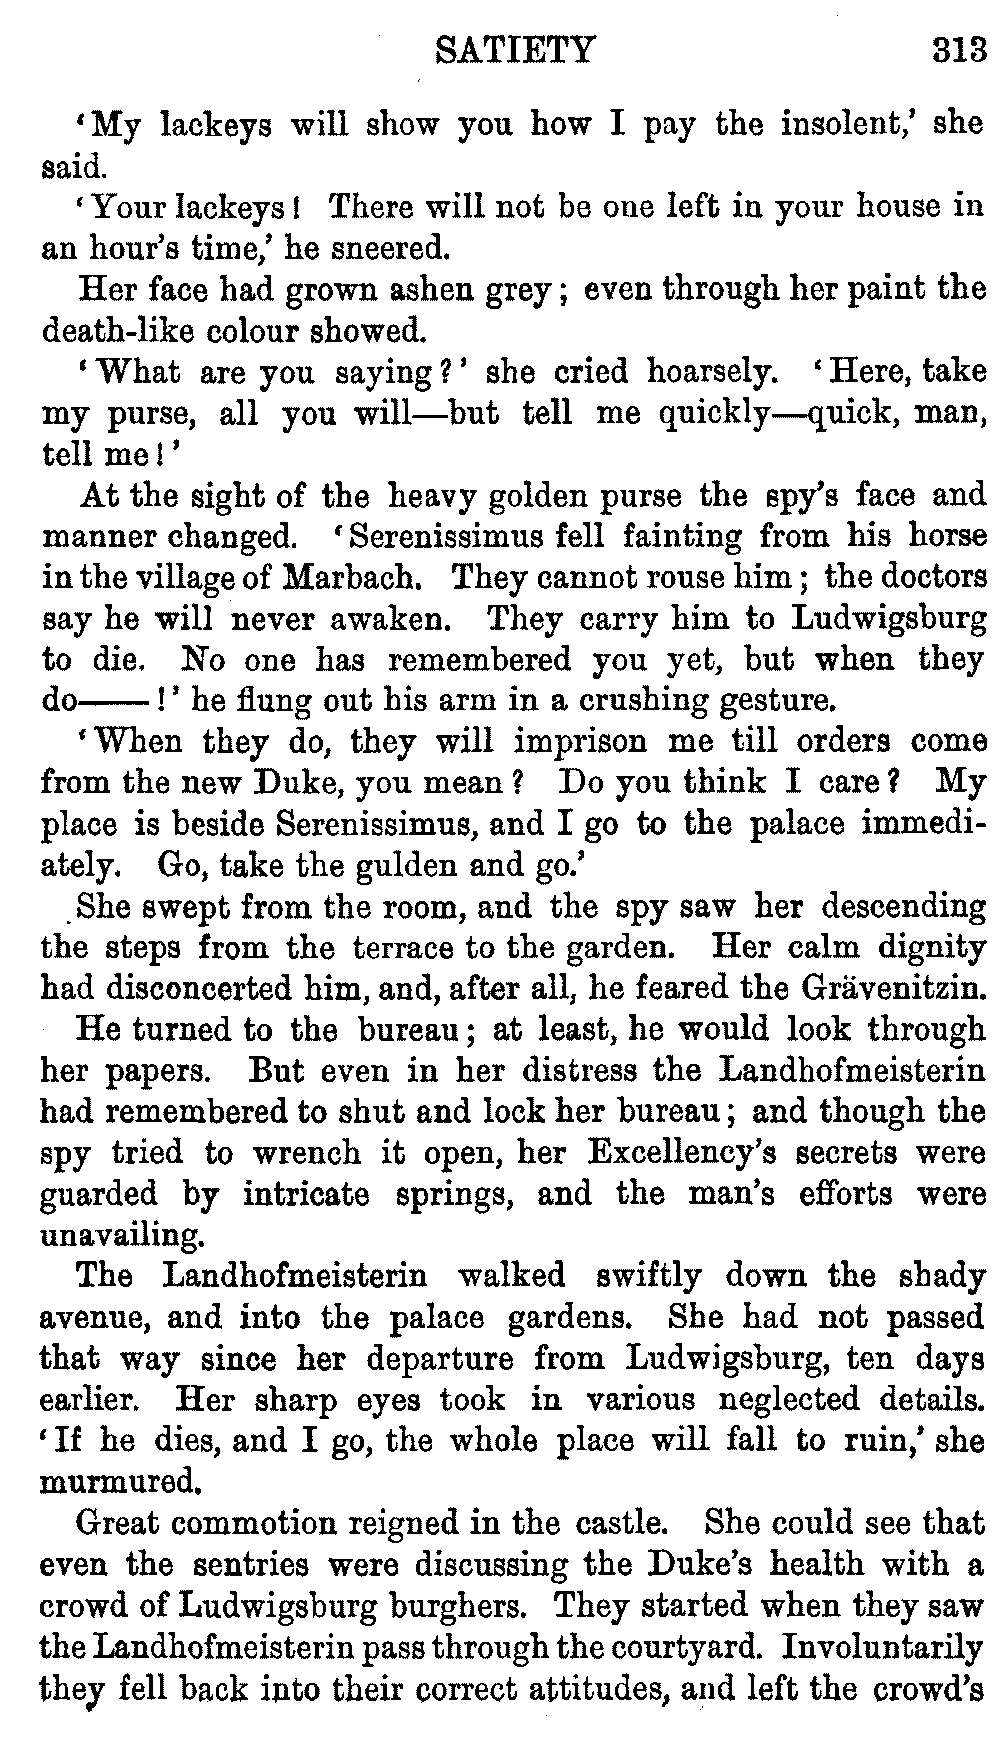 SATIETY 313
‘My lackeys will show you how I pay the insolent,’ she
said.
‘Your lackeys! There will not be one left in your house in
an hour’s time,’ he sneered.
Her face had grown ashen grey; even through her paint the
death-like colour showed.
‘What are you saying?’ she cried hoarsely. ‘Here, take
my purse, all you will—but tell me quickly—quick, man,
tell me!’
At the sight of the heavy golden purse the spy’s face and
manner changed. ‘Serenissimus fell fainting from his horse
in the village of Marbach. They cannot rouse him; the doctors
say he will never awaken. They carry him to Ludwigsburg
to die. No one has remembered you yet, but when they
do——!’ he flung out his arm in a crushing gesture.
‘When they do, they will imprison me till orders come
from the new Duke, you mean? Do you think I care? My
place is beside Serenissimus, and I go to the palace immedi-
ately. Go, take the gulden and go.’
She swept from the room, and the spy saw her descending
the steps from the terrace to the garden. Her calm dignity
had disconcerted him, and, after all, he feared the Grävenitzin.
He turned to the bureau; at least, he would look through
her papers. But even in her distress the Landhofmeisterin
had remembered to shut and lock her bureau; and though the
spy tried to wrench it open, her Excellency’s secrets were
guarded by intricate springs, and the man’s efforts were
unavailing.
The Landhofmeisterin walked swiftly down the shady
avenue, and into the palace gardens. She had not passed
that way since her departure from Ludwigsburg, ten days
earlier. Her sharp eyes took in various neglected details.
‘If he dies, and I go, the whole place will fall to ruin,’ she
murmured.
Great commotion reigned in the castle. She could see that
even the sentries were discussing the Duke’s health with a
crowd of Ludwigsburg burghers. They started when they saw
the Landhofmeisterin pass through the courtyard. Involuntarily
they fell back into their correct attitudes, and left the crowd’s